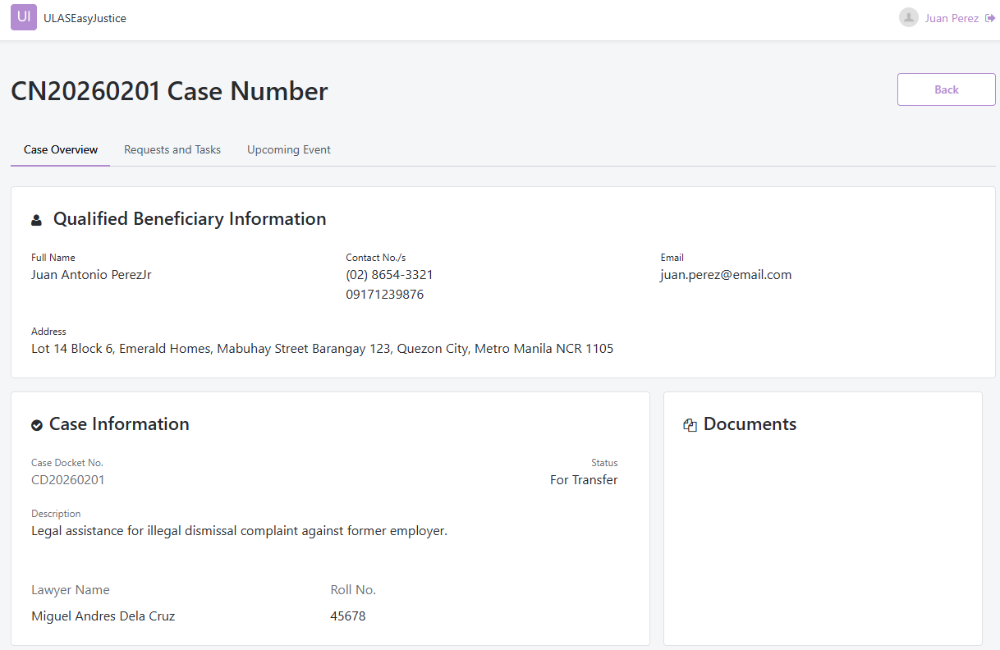 UI ULASEasyJustice
Juan Perez
CN20260201 Case Number
Back
Case Overview Requests and Tasks Upcoming Event
Qualified Beneficiary Information
Full Name Contact No./s Email
Juan Antonio PerezJr (02) 8654-3321 juan.perez@email.com
09171239876
Address
Lot 14 Block 6, Emerald Homes, Mabuhay Street Barangay 123, Quezon City, Metro Manila NCR 1105
Case Information
Case Docket No. Status
CD20260201 For Transfer
Description
Legal assistance for illegal dismissal complaint against former employer.
Lawyer Name Roll No.
Miguel Andres Dela Cruz 45678
Documents